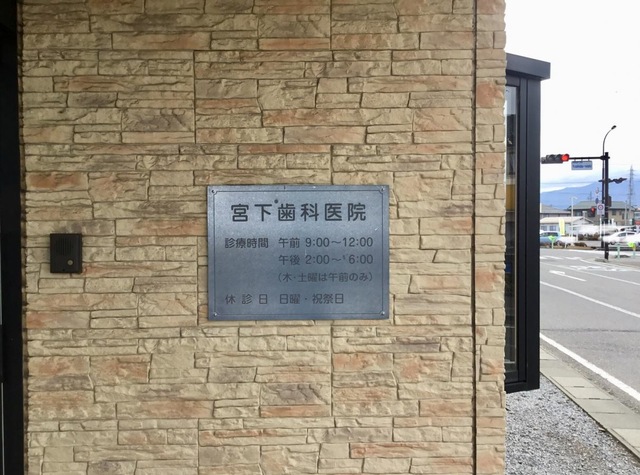 宮下歯科医院
診療時間 午前 9:00〜12:00
午後 2:00〜6:00
(木・土曜は午前のみ)
休診日 日曜・祝祭日